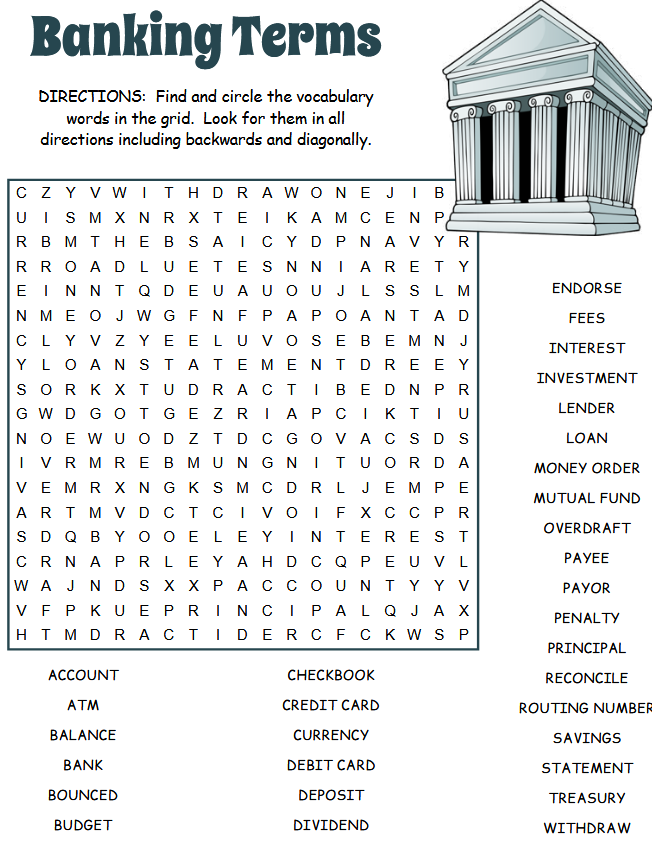 Banking Terms
DIRECTIONS: Find and circle the vocabulary
words in the grid. Look for them in all
directions including backwards and diagonally.
C Z Y V W I T H D R A W O N E J I B
U I S M X N R X T E I K A M C E N P
R B M T H E B S A I C Y D P N A V Y R
R R O A D L U E T E S N N I A R E T Y
E I N N T Q D E U A U O U J L S S L M
N M E O J W G F N F P A P O A N T A D
C L Y V Z Y E E L U V O S E B E M N J
Y L O A N S T A T E M E N T D R E E Y
S O R K X T U D R A C T I B E D N P R
G W D G O T G E Z R I A P C I K T I U
N O E W U O D Z T D C G O V A C S D S
I V R M R E B M U N G N I T U O R D A
V E M R X N G K S M C D R L J E M P E
A R T M V D C T C I V O I F X C C P R
S D Q B Y O O E L E Y I N T E R E S T
C R N A P R L E Y A H D C Q P E U V L
W A J N D S X X P A C C O U N T Y Y V
V F P K U E P R I N C I P A L Q J A X
H T M D R A C T I D E R C F C K W S P
ENDORSE
FEES
INTEREST
INVESTMENT
LENDER
LOAN
MONEY ORDER
MUTUAL FUND
OVERDRAFT
PAYEE
PAYOR
PENALTY
PRINCIPAL
RECONCILE
ROUTING NUMBER
SAVINGS
STATEMENT
TREASURY
WITHDRAW
ACCOUNT
ATM
BALANCE
BANK
BOUNCED
BUDGET
CHECKBOOK
CREDIT CARD
CURRENCY
DEBIT CARD
DEPOSIT
DIVIDEND